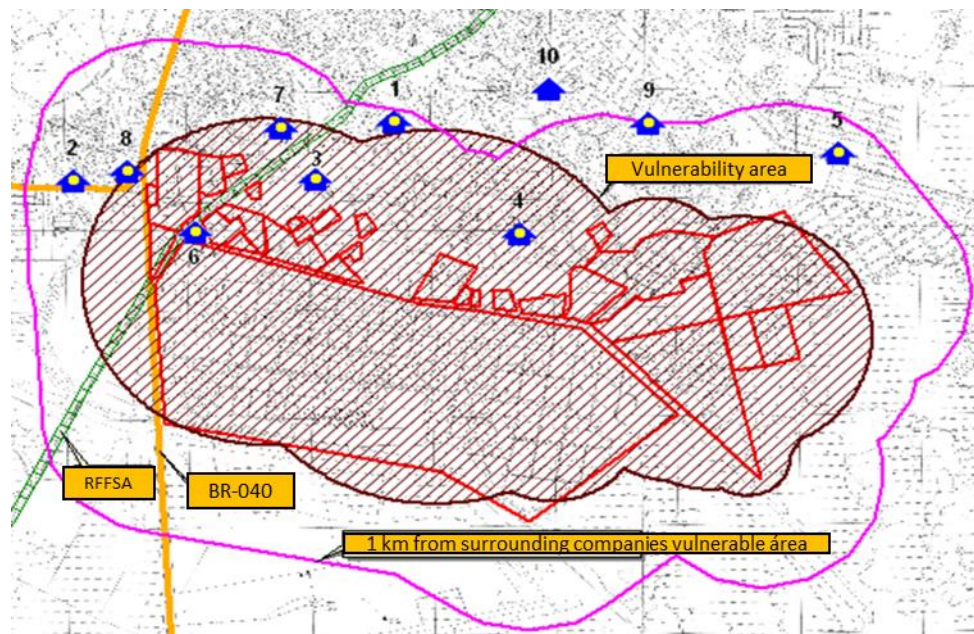 10
1
7
9
5
2
8
3
Vulnerability area
4
6
RFFSA
BR-040
1 km from surrounding companies vulnerable área